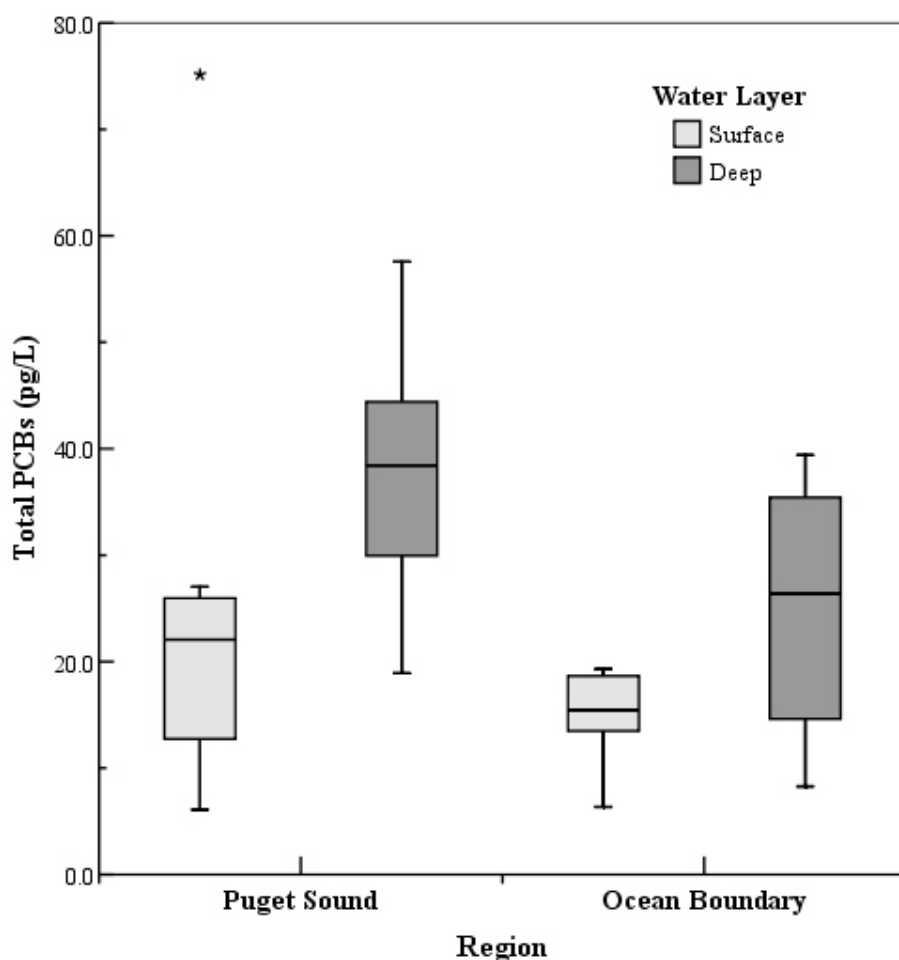 80.0
60.0
40.0
20.0
0.0
Total PCBs (pg/L)
*
Water Layer
Surface
Deep
Puget Sound
Ocean Boundary
Region